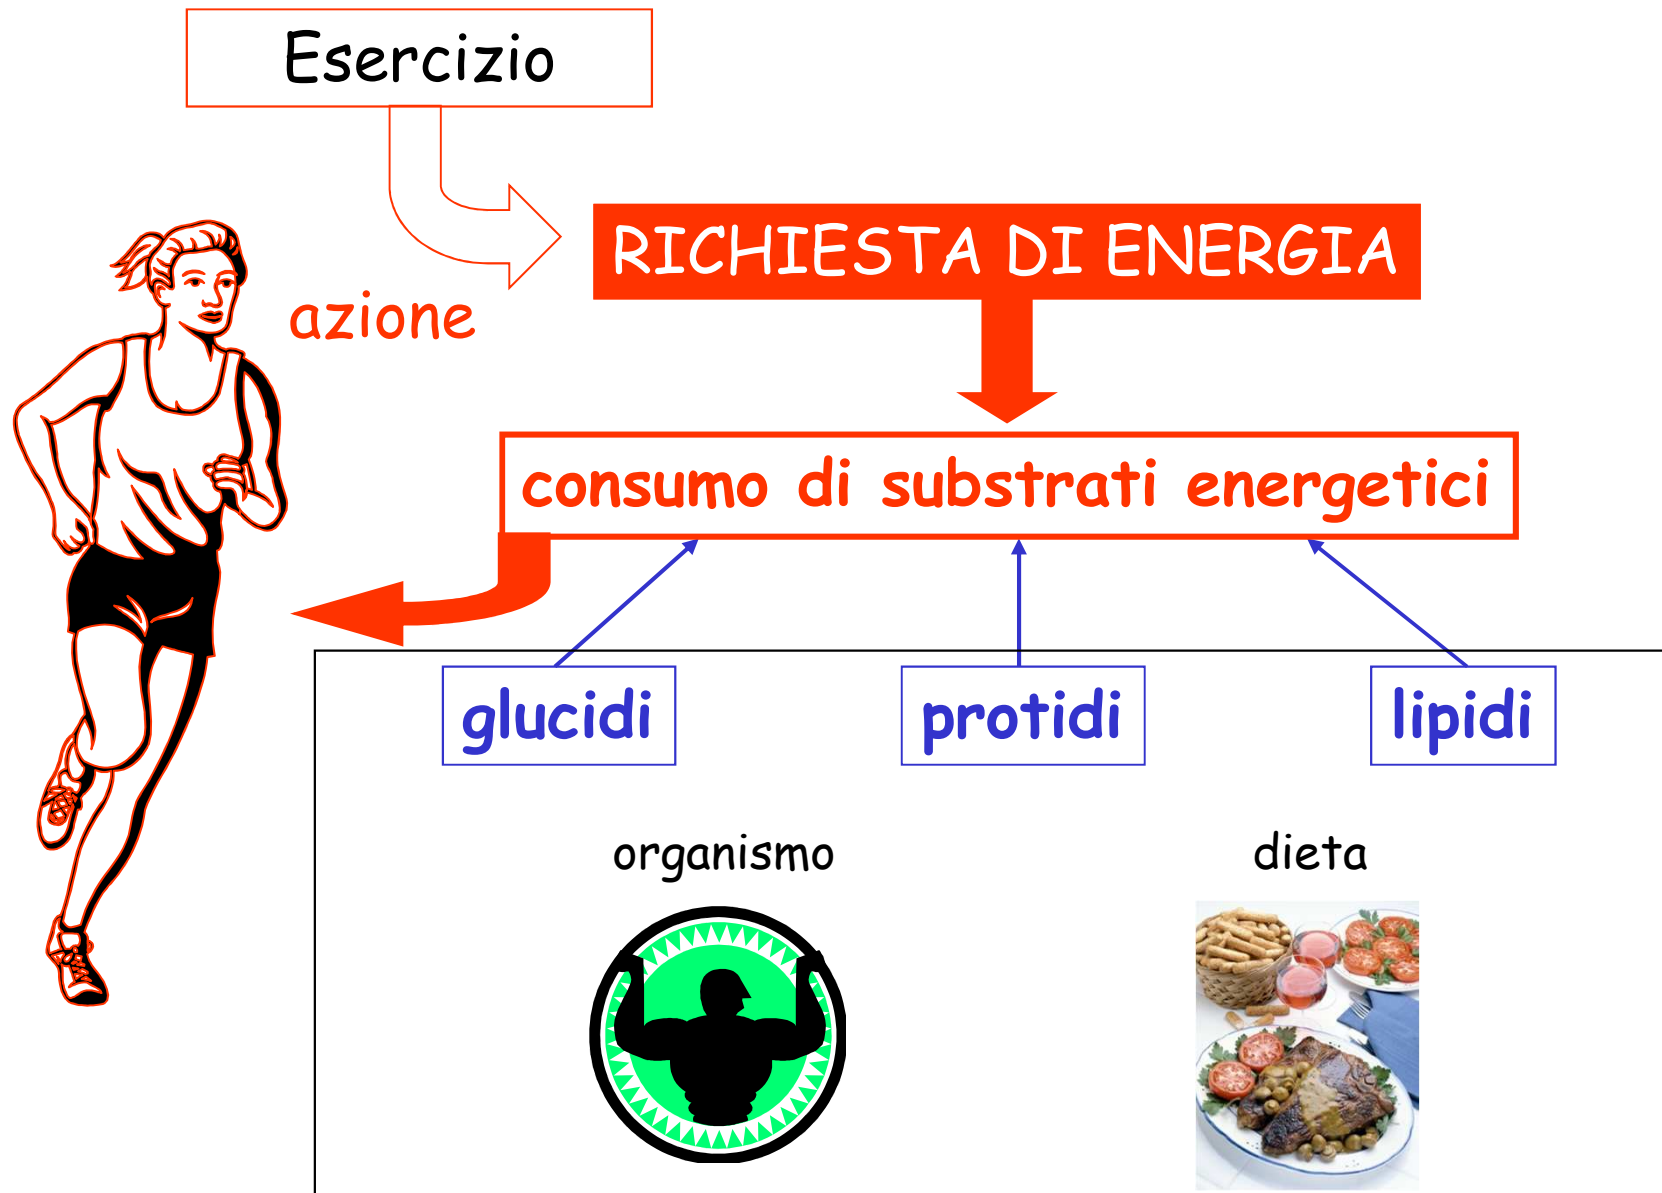 Esercizio
RICHIESTA DI ENERGIA
azione
consumo di substrati energetici
glucidi
protidi
lipidi
organismo
dieta